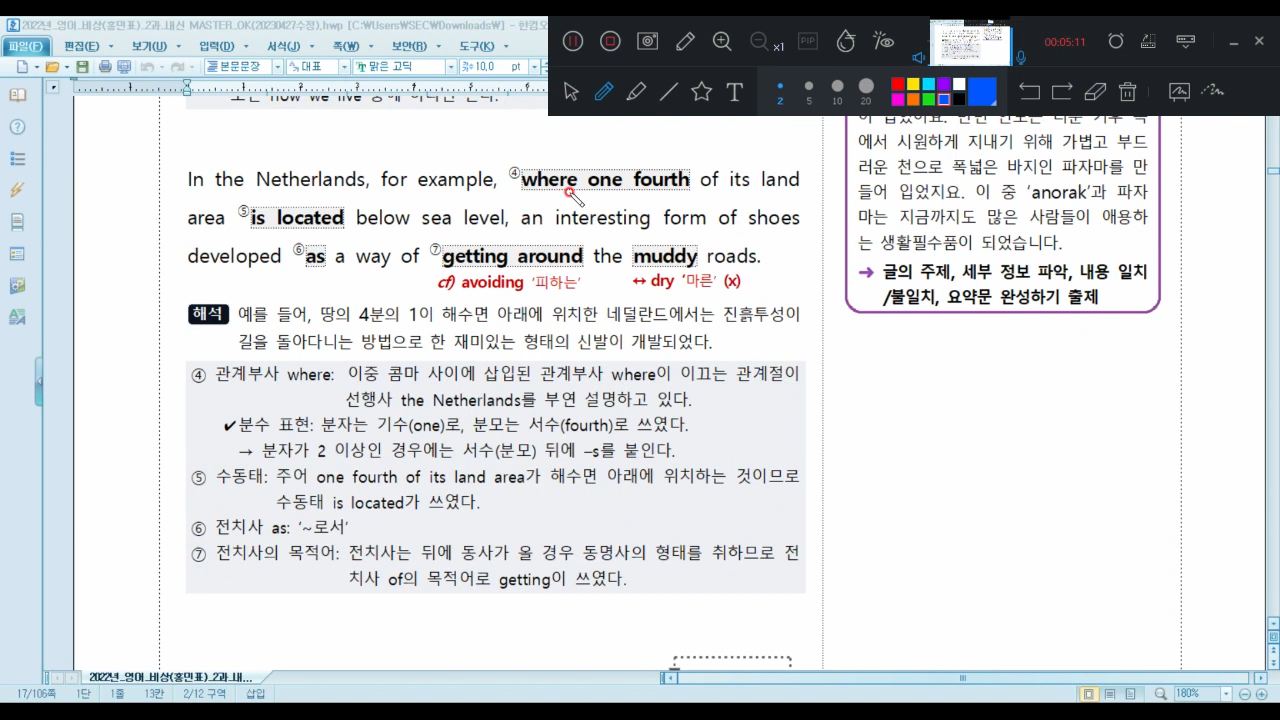 2022년_영어_비상(홍민표)_2과_내신 MASTER_OK(20230427수정).hwp [C:\Users\SEC\Downloads\] - 한컴오
파일(F) 편집(E) 보기(U) 입력(D) 서식(J) 쪽(W) 보안(R) 도구(K)
본문문장 대표 맑은 고딕 10.0 pt
x1 PIP 00:05:11
2 5 10 20
In the Netherlands, for example, ④where one fourth of its land
area ⑤is located below sea level, an interesting form of shoes
developed ⑥as a way of ⑦getting around the muddy roads.
cf) avoiding ‘피하는’ ↔ dry ‘마른’ (x)
해석 예를 들어, 땅의 4분의 1이 해수면 아래에 위치한 네덜란드에서는 진흙투성이
길을 돌아다니는 방법으로 한 재미있는 형태의 신발이 개발되었다.
④ 관계부사 where: 이중 콤마 사이에 삽입된 관계부사 where이 이끄는 관계절이
선행사 the Netherlands를 부연 설명하고 있다.
✔분수 표현: 분자는 기수(one)로, 분모는 서수(fourth)로 쓰였다.
→ 분자가 2 이상인 경우에는 서수(분모) 뒤에 –s를 붙인다.
⑤ 수동태: 주어 one fourth of its land area가 해수면 아래에 위치하는 것이므로
수동태 is located가 쓰였다.
⑥ 전치사 as: ‘~로서’
⑦ 전치사의 목적어: 전치사는 뒤에 동사가 올 경우 동명사의 형태를 취하므로 전
치사 of의 목적어로 getting이 쓰였다.
에서 시원하게 지내기 위해 가볍고 부드
러운 천으로 폭넓은 바지인 파자마를 만
들어 입었지요. 이 중 ‘anorak’과 파자
마는 지금까지도 많은 사람들이 애용하
는 생활필수품이 되었습니다.
➜ 글의 주제, 세부 정보 파악, 내용 일치
/불일치, 요약문 완성하기 출제
2022년_영어_비상(홍민표)_2과_내...
17/106쪽 1단 1줄 13칸 2/12 구역 삽입 180%